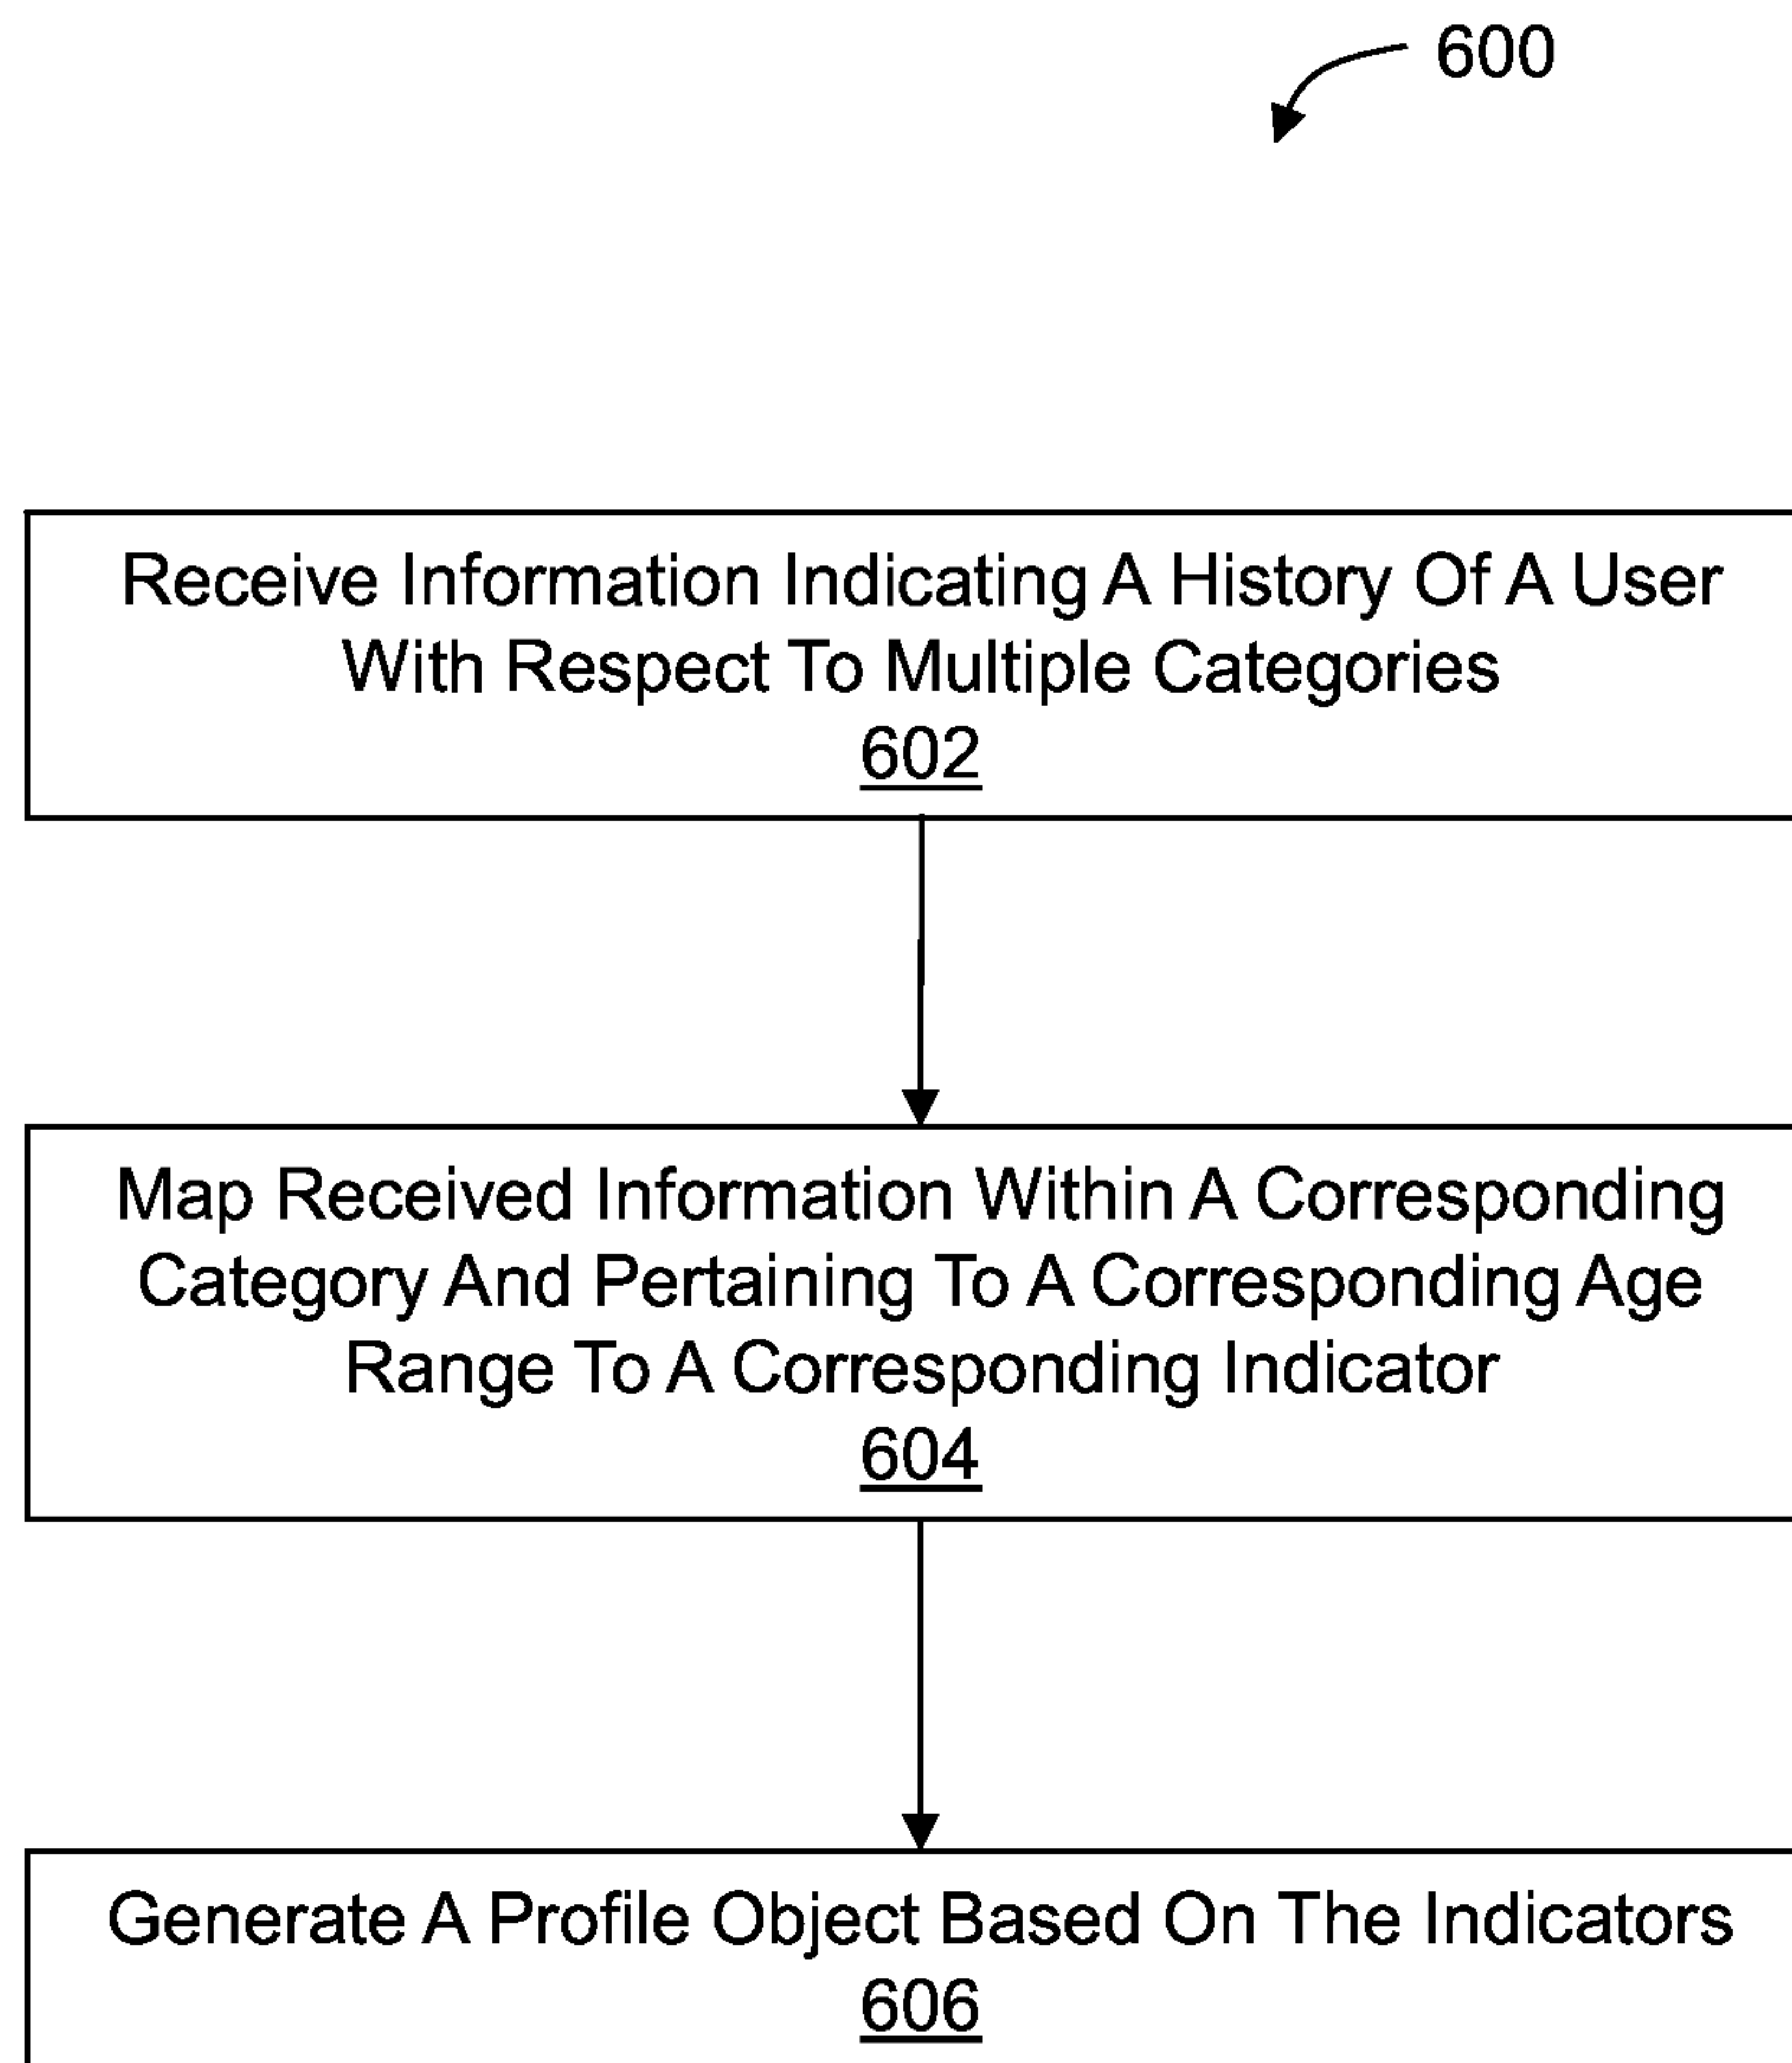 600
Receive Information Indicating A History Of A User
With Respect To Multiple Categories
602
Map Received Information Within A Corresponding
Category And Pertaining To A Corresponding Age
Range To A Corresponding Indicator
604
Generate A Profile Object Based On The Indicators
606